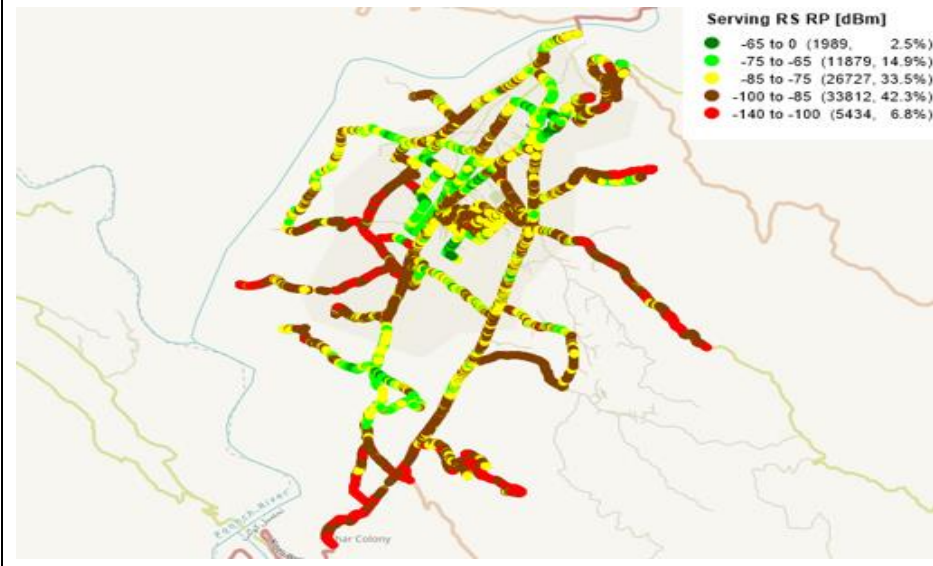 Serving RS RP [dBm]
-65 to 0 (1989, 2.5%)
-75 to -65 (11879, 14.9%)
-85 to -75 (26727, 33.5%)
-100 to -85 (33812, 42.3%)
-140 to -100 (5434, 6.8%)
Poonch River
har Colony